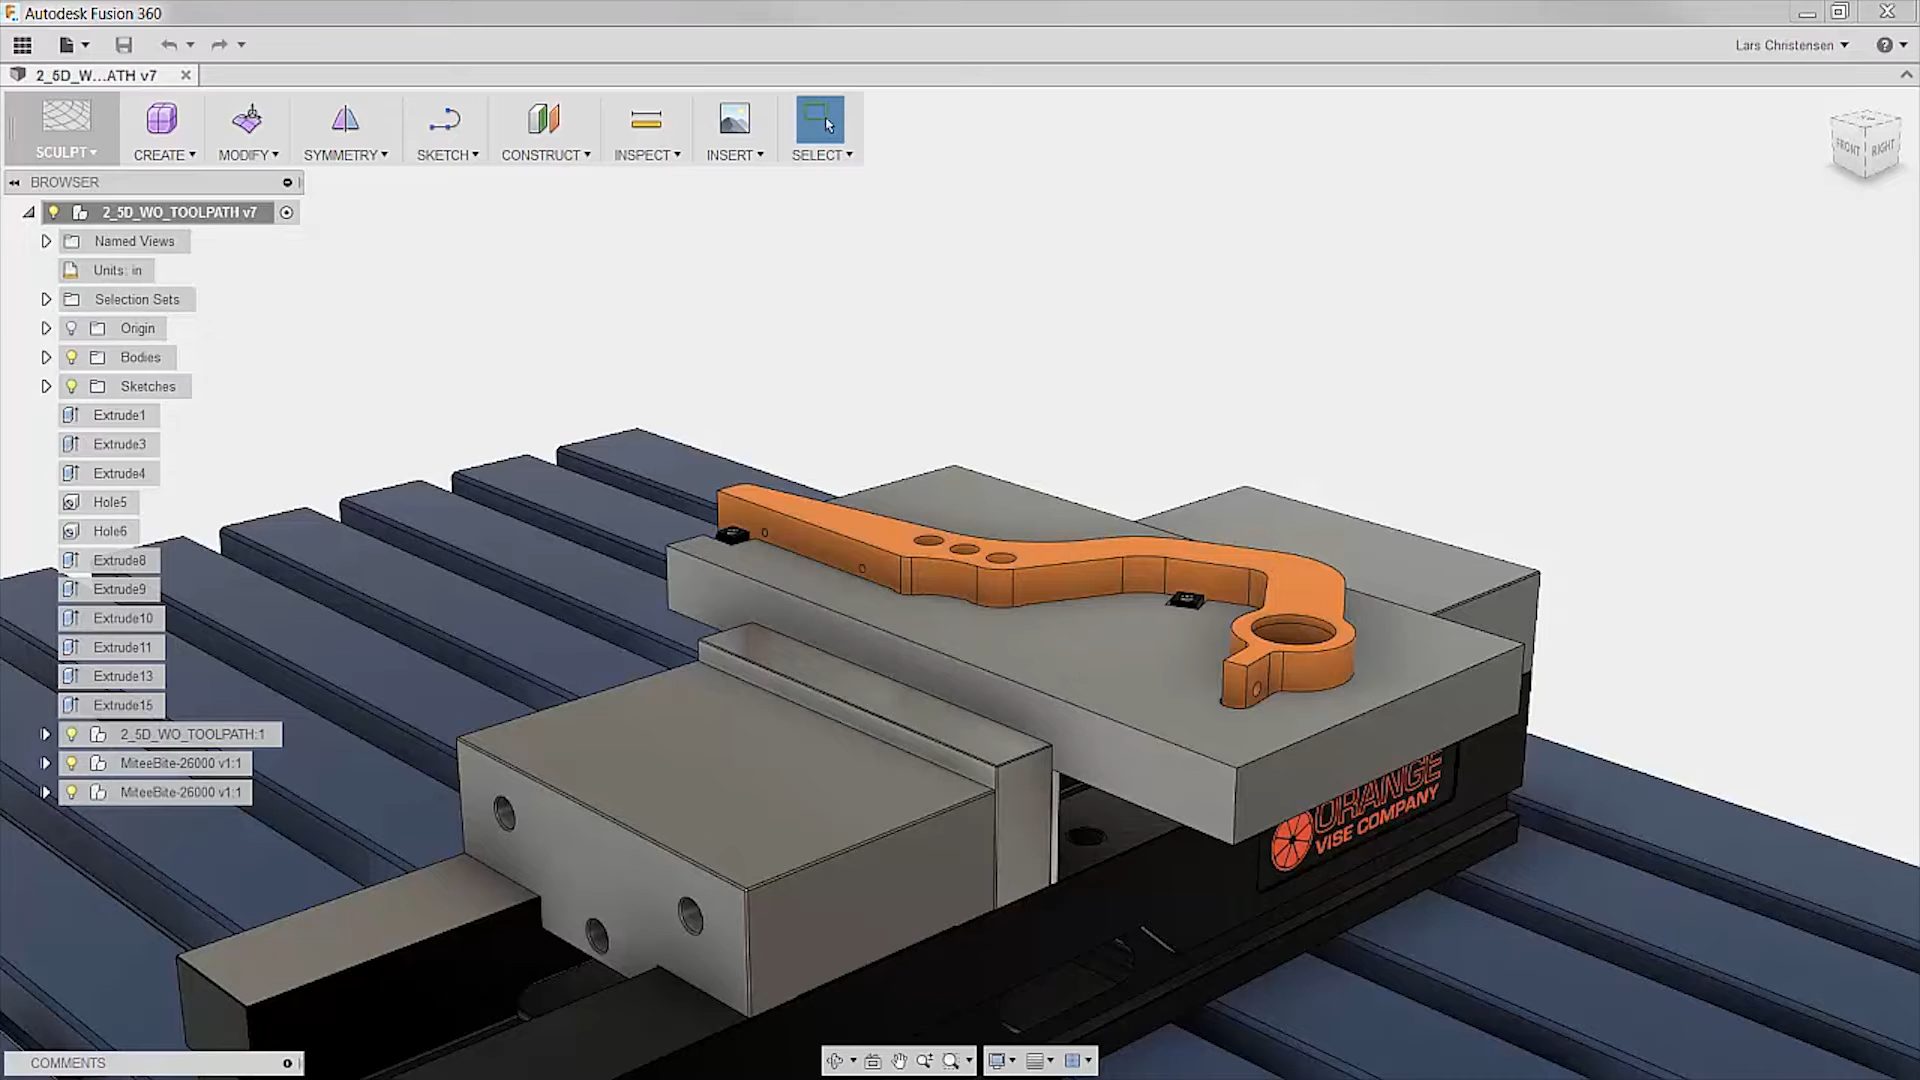 Autodesk Fusion 360
Lars Christensen
2_5D_W...ATH v7
SCULPT
CREATE
MODIFY
SYMMETRY
SKETCH
CONSTRUCT
INSPECT
INSERT
SELECT
FRONT
RIGHT
BROWSER
2_5D_WO_TOOLPATH v7
Named Views
Units: in
Selection Sets
Origin
Bodies
Sketches
Extrude1
Extrude3
Extrude4
Hole5
Hole6
Extrude8
Extrude9
Extrude10
Extrude11
Extrude13
Extrude15
2_5D_WO_TOOLPATH:1
MiteeBite-26000 v1:1
MiteeBite-26000 v1:1
ORANGE
VISE COMPANY
COMMENTS